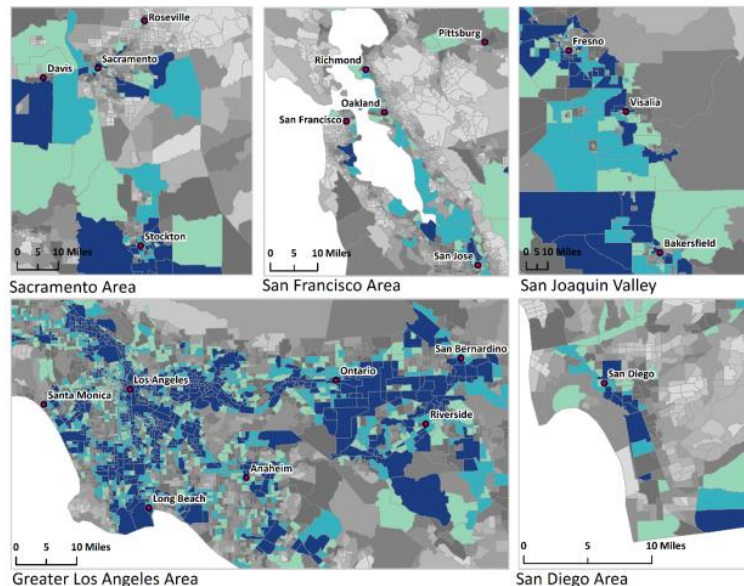 Roseville
Davis
Sacramento
Stockton
0 5 10 Miles
Sacramento Area
Pittsburg
Richmond
Oakland
San Francisco
San Jose
0 5 10 Miles
San Francisco Area
Fresno
Visalia
Bakersfield
0 5 10 Miles
San Joaquin Valley
San Bernardino
Ontario
Los Angeles
Santa Monica
Riverside
Anaheim
Long Beach
0 5 10 Miles
Greater Los Angeles Area
San Diego
0 5 10 Miles
San Diego Area